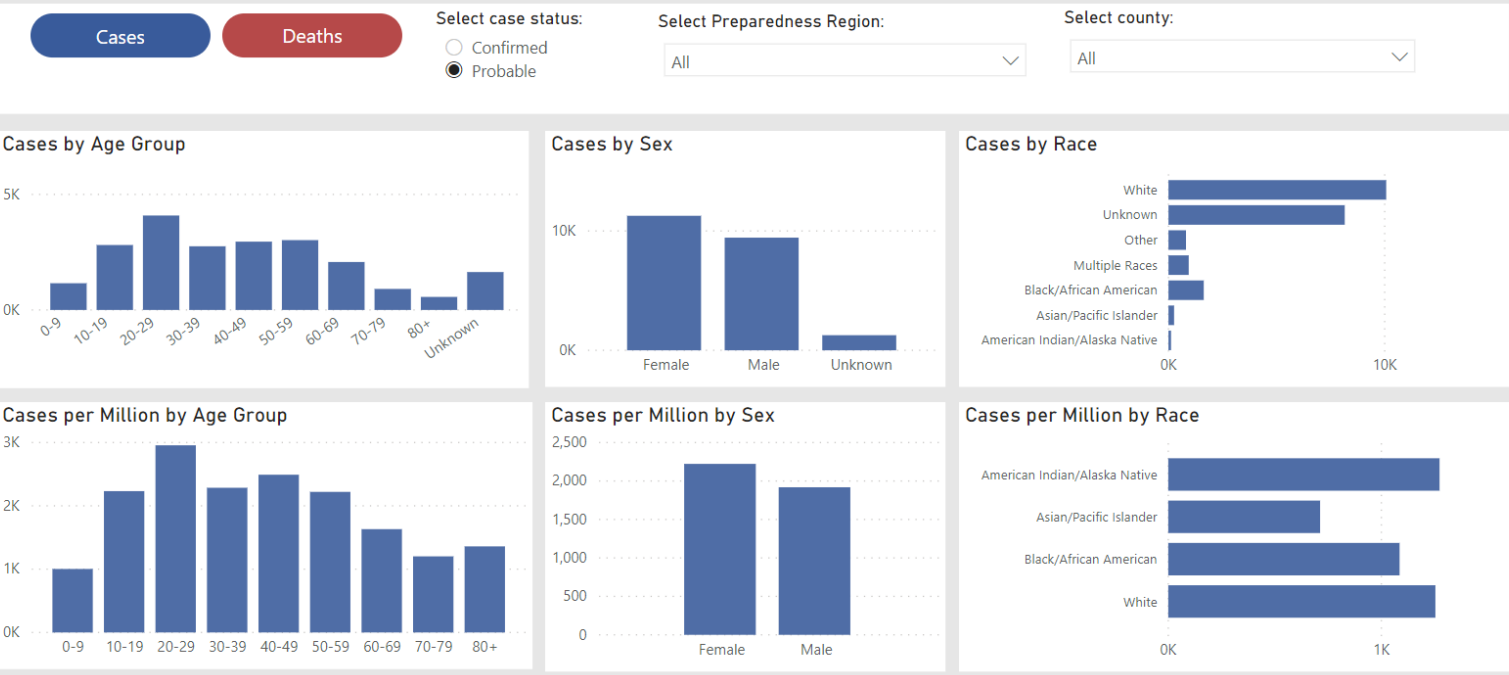 Cases
Deaths
Select case status:
Confirmed
Probable
Select Preparedness Region:
All
Select county:
All
Cases by Age Group
5K
0K
0-9
10-19
20-29
30-39
40-49
50-59
60-69
70-79
80+
Unknown
Cases by Sex
10K
0K
Female
Male
Unknown
Cases by Race
White
Unknown
Other
Multiple Races
Black/African American
Asian/Pacific Islander
American Indian/Alaska Native
0K
10K
Cases per Million by Age Group
3K
2K
1K
0K
0-9
10-19
20-29
30-39
40-49
50-59
60-69
70-79
80+
Cases per Million by Sex
2,500
2,000
1,500
1,000
500
0
Female
Male
Cases per Million by Race
American Indian/Alaska Native
Asian/Pacific Islander
Black/African American
White
0K
1K